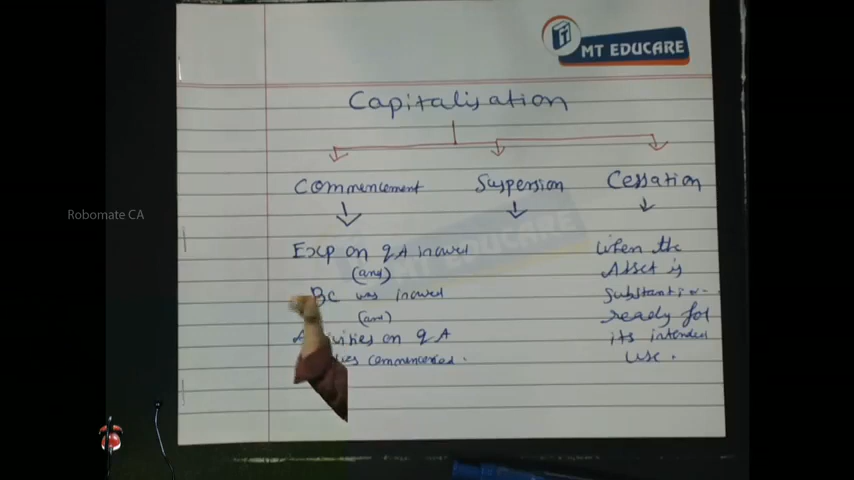 MT EDUCARE
Capitalisation
Commencement Suspension Cessation
Exp on QA incurred
(and)
BC was incurred
(and)
on QA
commenced.
When the
Asset is
ready for
its intended
use.
Robomate CA